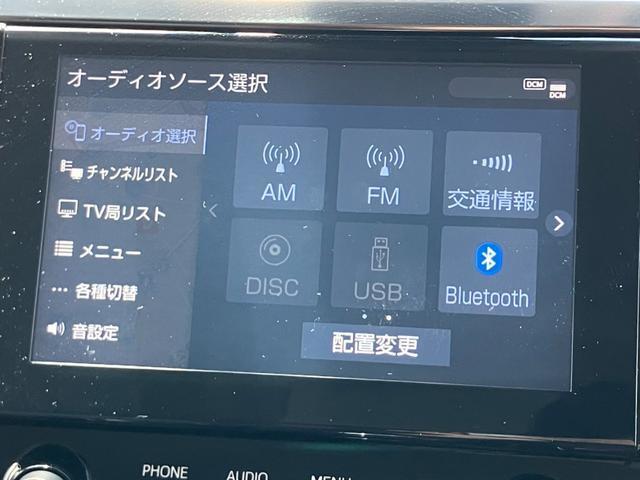 オーディオソース選択
DCM
DCM
オーディオ選択
チャンネルリスト
TV局リスト
メニュー
各種切替
音設定
AM
FM
交通情報
DISC
USB
Bluetooth
配置変更
PHONE
AUDIO
MENU